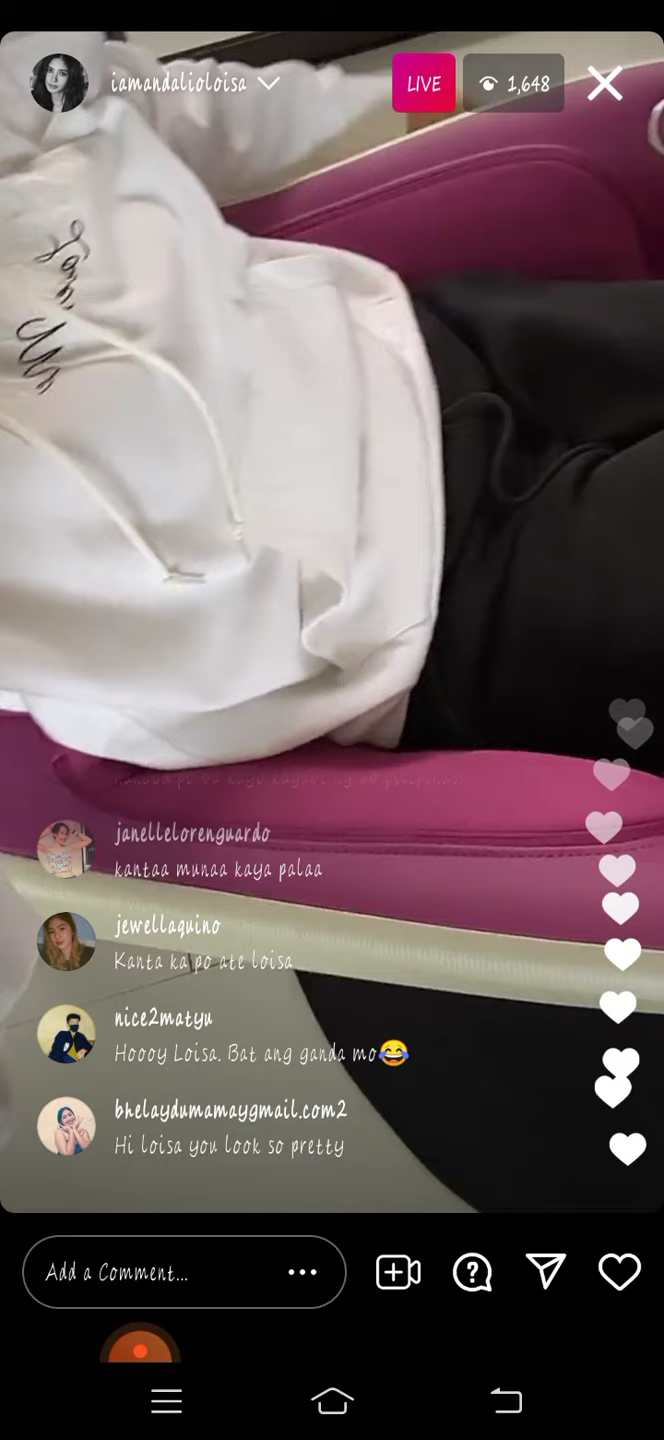 iamandalioloisa
LIVE
1,648
janellelorenguardo
kantaa munaa kaya palaa
jewellaquino
Kanta ka po ate loisa
nice2matyu
Hoooy Loisa. Bat ang ganda mo😂
bhelaydumamaygmail.com2
Hi loisa you look so pretty
Add a Comment...